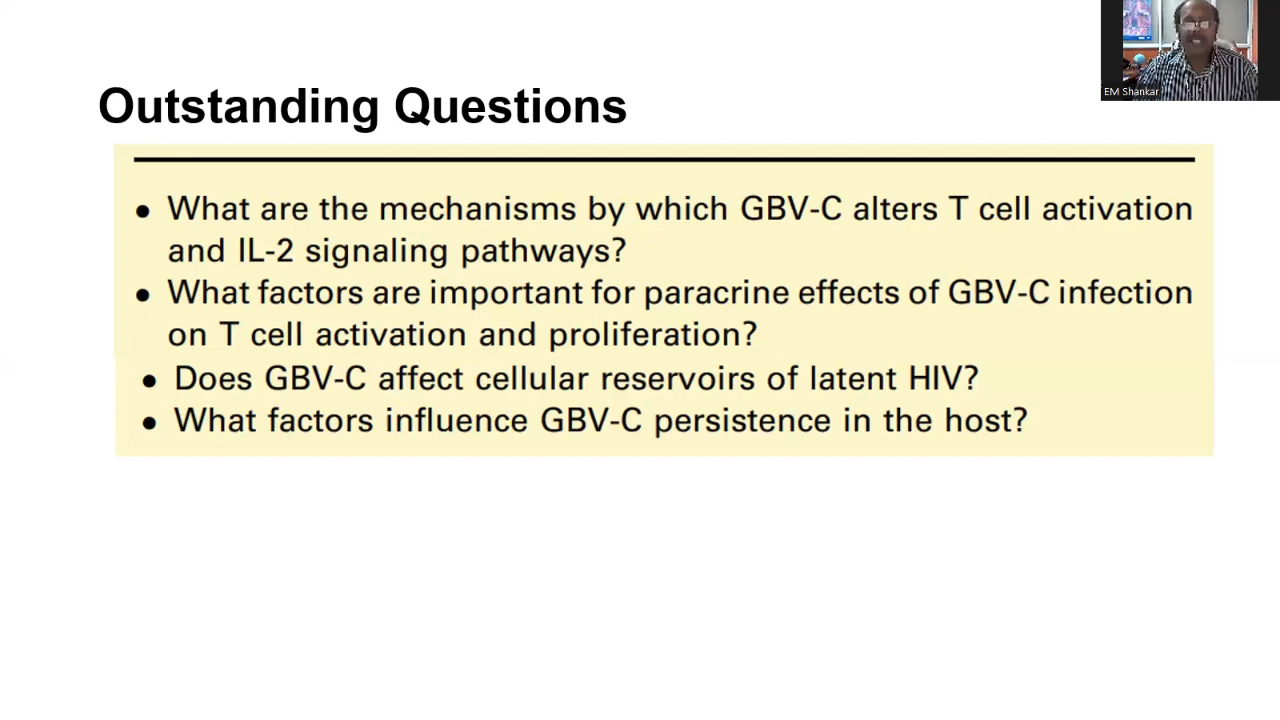 EM Shankar
Outstanding Questions
• What are the mechanisms by which GBV-C alters T cell activation
and IL-2 signaling pathways?
• What factors are important for paracrine effects of GBV-C infection
on T cell activation and proliferation?
• Does GBV-C affect cellular reservoirs of latent HIV?
• What factors influence GBV-C persistence in the host?